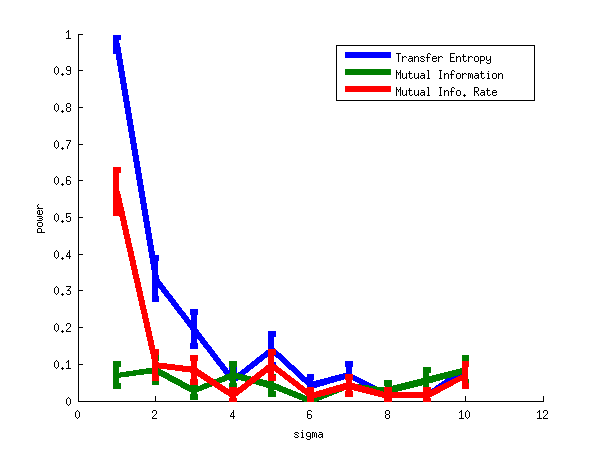 1
0.9
0.8
0.7
0.6
0.5
0.4
0.3
0.2
0.1
0
power
Transfer Entropy
Mutual Information
Mutual Info. Rate
0 2 4 6 8 10 12
sigma